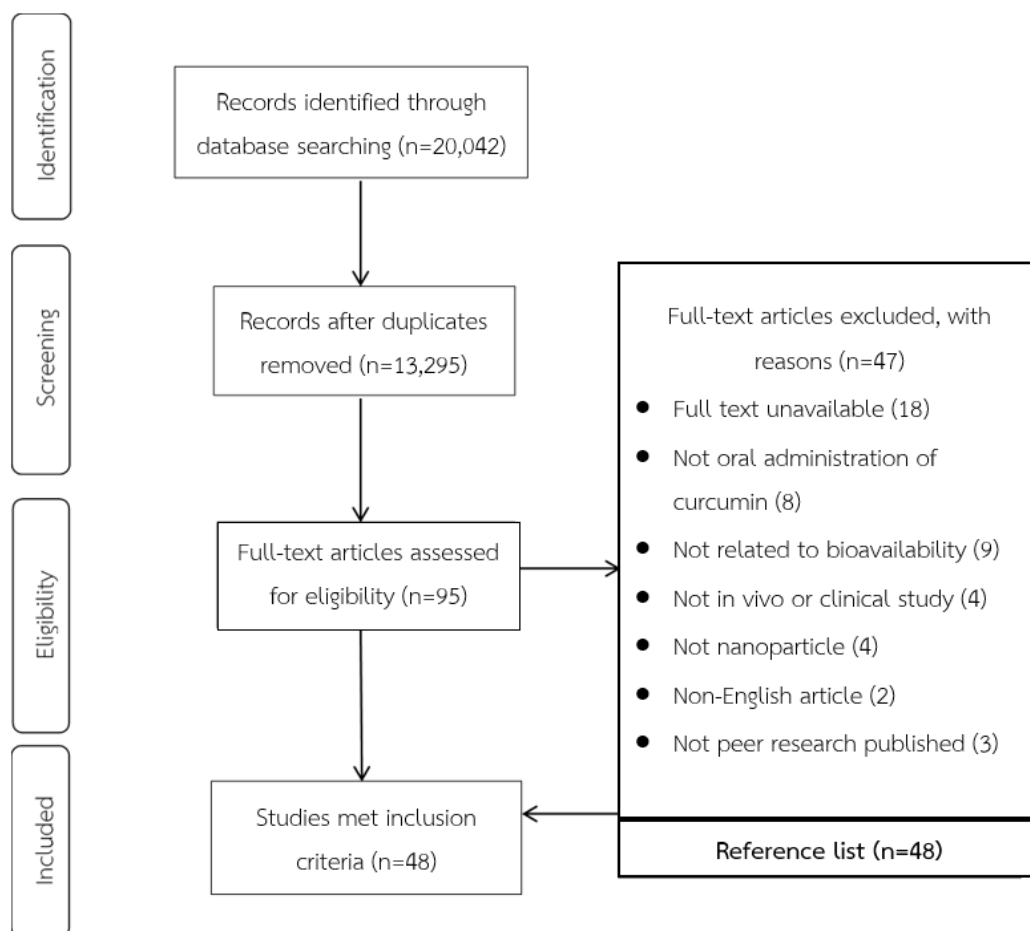 Identification
Records identified through
database searching (n=20,042)
Screening
Records after duplicates
removed (n=13,295)
Eligibility
Full-text articles assessed
for eligibility (n=95)
Full-text articles excluded, with
reasons (n=47)
● Full text unavailable (18)
● Not oral administration of
curcumin (8)
● Not related to bioavailability (9)
● Not in vivo or clinical study (4)
● Not nanoparticle (4)
● Non-English article (2)
● Not peer research published (3)
Reference list (n=48)
Included
Studies met inclusion
criteria (n=48)